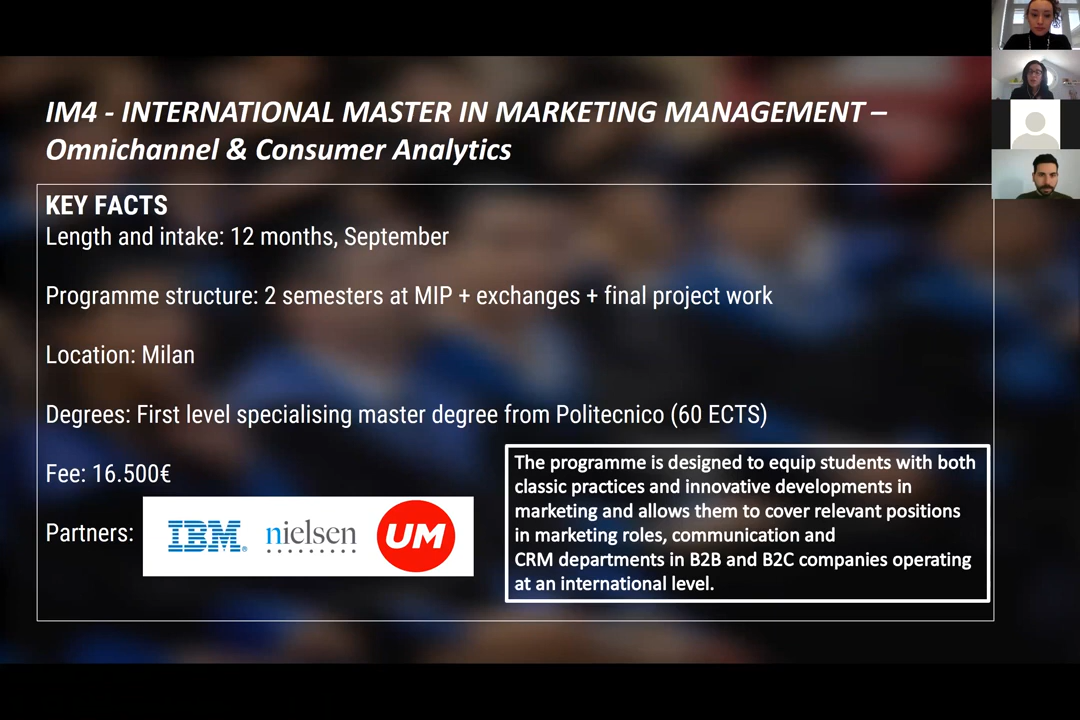 IM4 - INTERNATIONAL MASTER IN MARKETING MANAGEMENT –
Omnichannel & Consumer Analytics
KEY FACTS
Length and intake: 12 months, September
Programme structure: 2 semesters at MIP + exchanges + final project work
Location: Milan
Degrees: First level specialising master degree from Politecnico (60 ECTS)
Fee: 16.500€
Partners:
IBM®
nielsen
UM
The programme is designed to equip students with both
classic practices and innovative developments in
marketing and allows them to cover relevant positions
in marketing roles, communication and
CRM departments in B2B and B2C companies operating
at an international level.